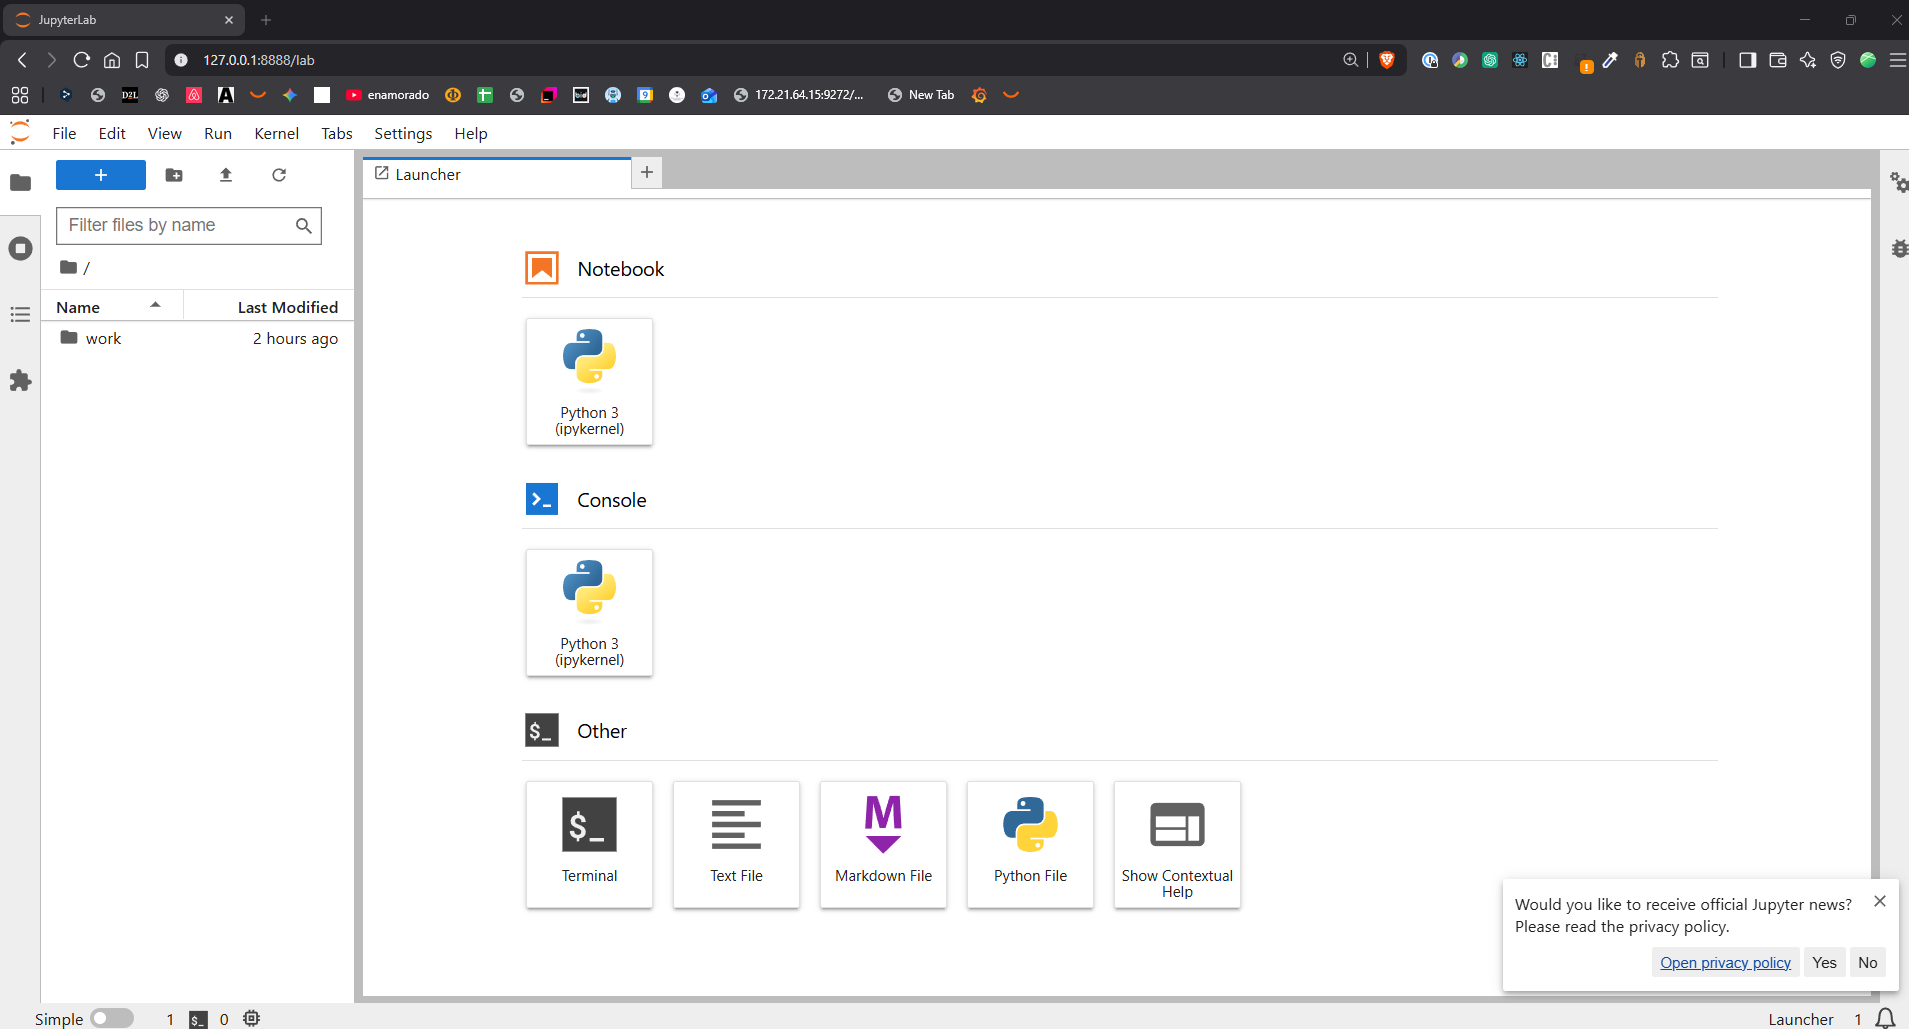 JupyterLab
127.0.0.1:8888/lab
D2L
enamorado
172.21.64.15:9272/...
New Tab
File Edit View Run Kernel Tabs Settings Help
Launcher
Filter files by name
/
Name Last Modified
work 2 hours ago
Notebook
Python 3
(ipykernel)
Console
Python 3
(ipykernel)
$_ Other
$_
Terminal
Text File
M
Markdown File
Python File
Show Contextual
Help
Would you like to receive official Jupyter news?
Please read the privacy policy.
Open privacy policy Yes No
Simple 1 $_ 0 Launcher 1